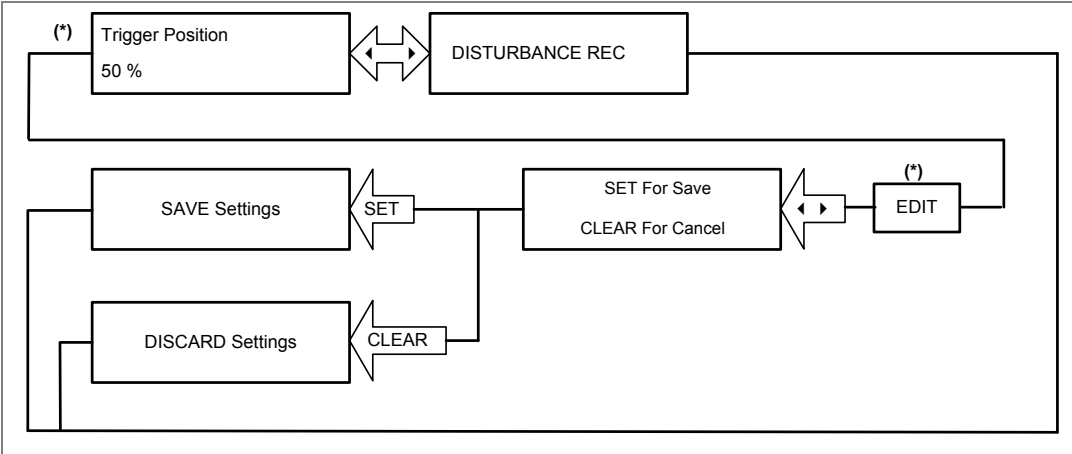 (*)
Trigger Position
50 %
DISTURBANCE REC
(*)
SET For Save
CLEAR For Cancel
EDIT
SAVE Settings
SET
DISCARD Settings
CLEAR